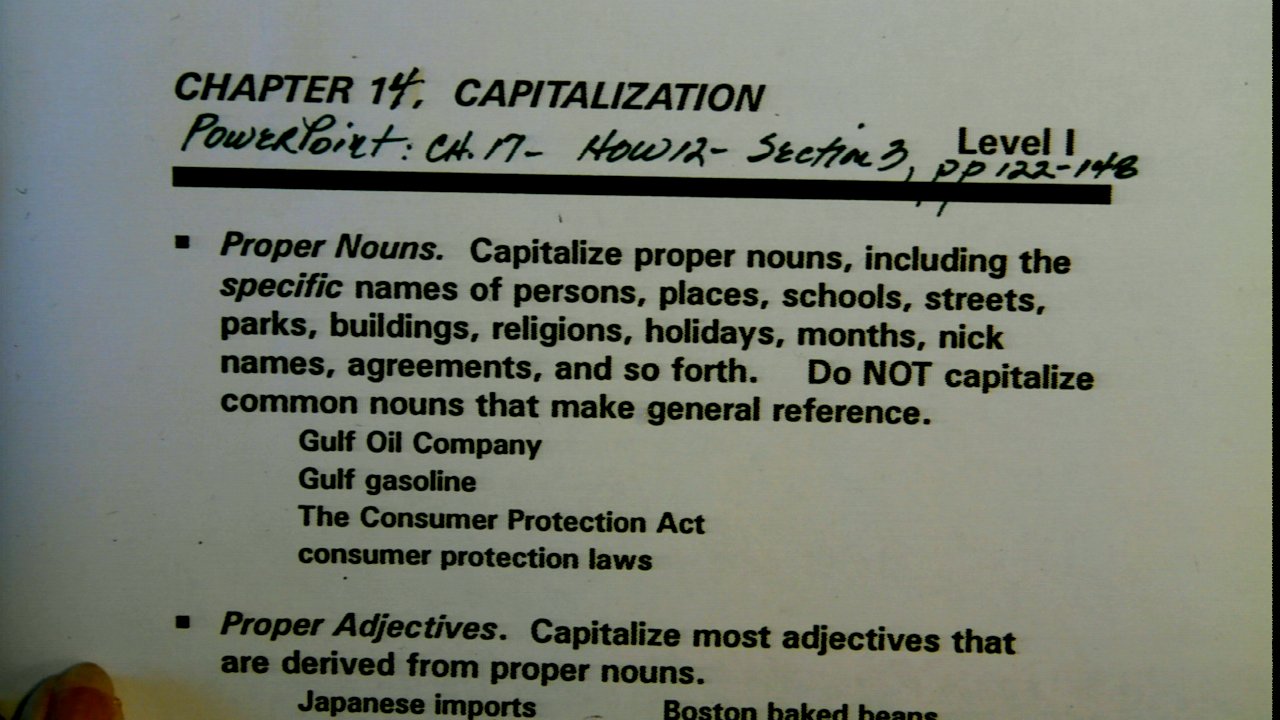 CHAPTER 14. CAPITALIZATION
Level I
PowerPoint: CH. 17- HOW12- Section 3, pp 122-148
▪ Proper Nouns. Capitalize proper nouns, including the
specific names of persons, places, schools, streets,
parks, buildings, religions, holidays, months, nick
names, agreements, and so forth. Do NOT capitalize
common nouns that make general reference.
Gulf Oil Company
Gulf gasoline
The Consumer Protection Act
consumer protection laws
▪ Proper Adjectives. Capitalize most adjectives that
are derived from proper nouns.
Japanese imports Boston baked beans